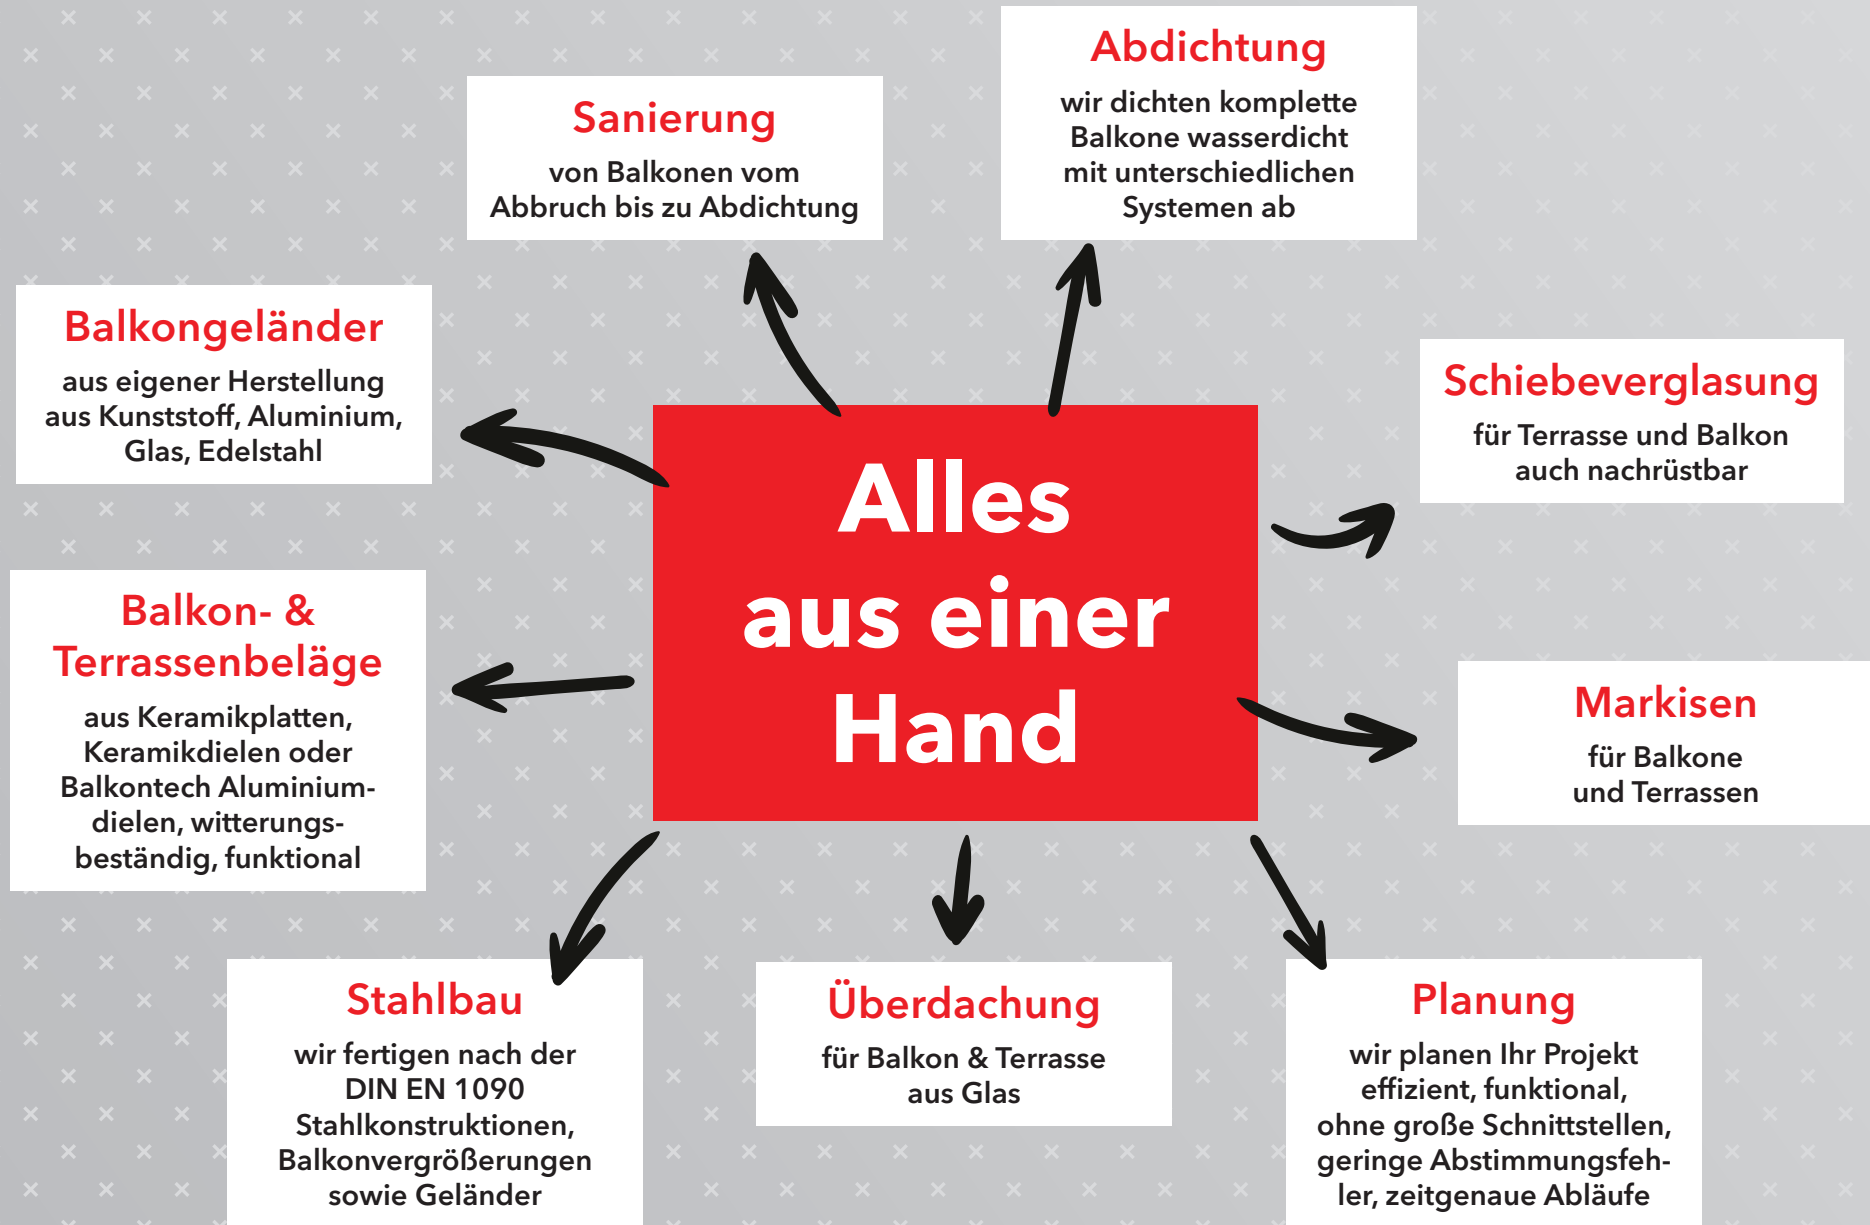 Abdichtung
wir dichten komplette
Balkone wasserdicht
mit unterschiedlichen
Systemen ab
Sanierung
von Balkonen vom
Abbruch bis zu Abdichtung
Balkongeländer
aus eigener Herstellung
aus Kunststoff, Aluminium,
Glas, Edelstahl
Schiebeverglasung
für Terrasse und Balkon
auch nachrüstbar
Alles
aus einer
Hand
Balkon- &
Terrassenbeläge
aus Keramikplatten,
Keramikdielen oder
Balkontech Aluminium-
dielen, witterungs-
beständig, funktional
Markisen
für Balkone
und Terrassen
Stahlbau
wir fertigen nach der
DIN EN 1090
Stahlkonstruktionen,
Balkonvergrößerungen
sowie Geländer
Überdachung
für Balkon & Terrasse
aus Glas
Planung
wir planen Ihr Projekt
effizient, funktional,
ohne große Schnittstellen,
geringe Abstimmungsfeh-
ler, zeitgenaue Abläufe